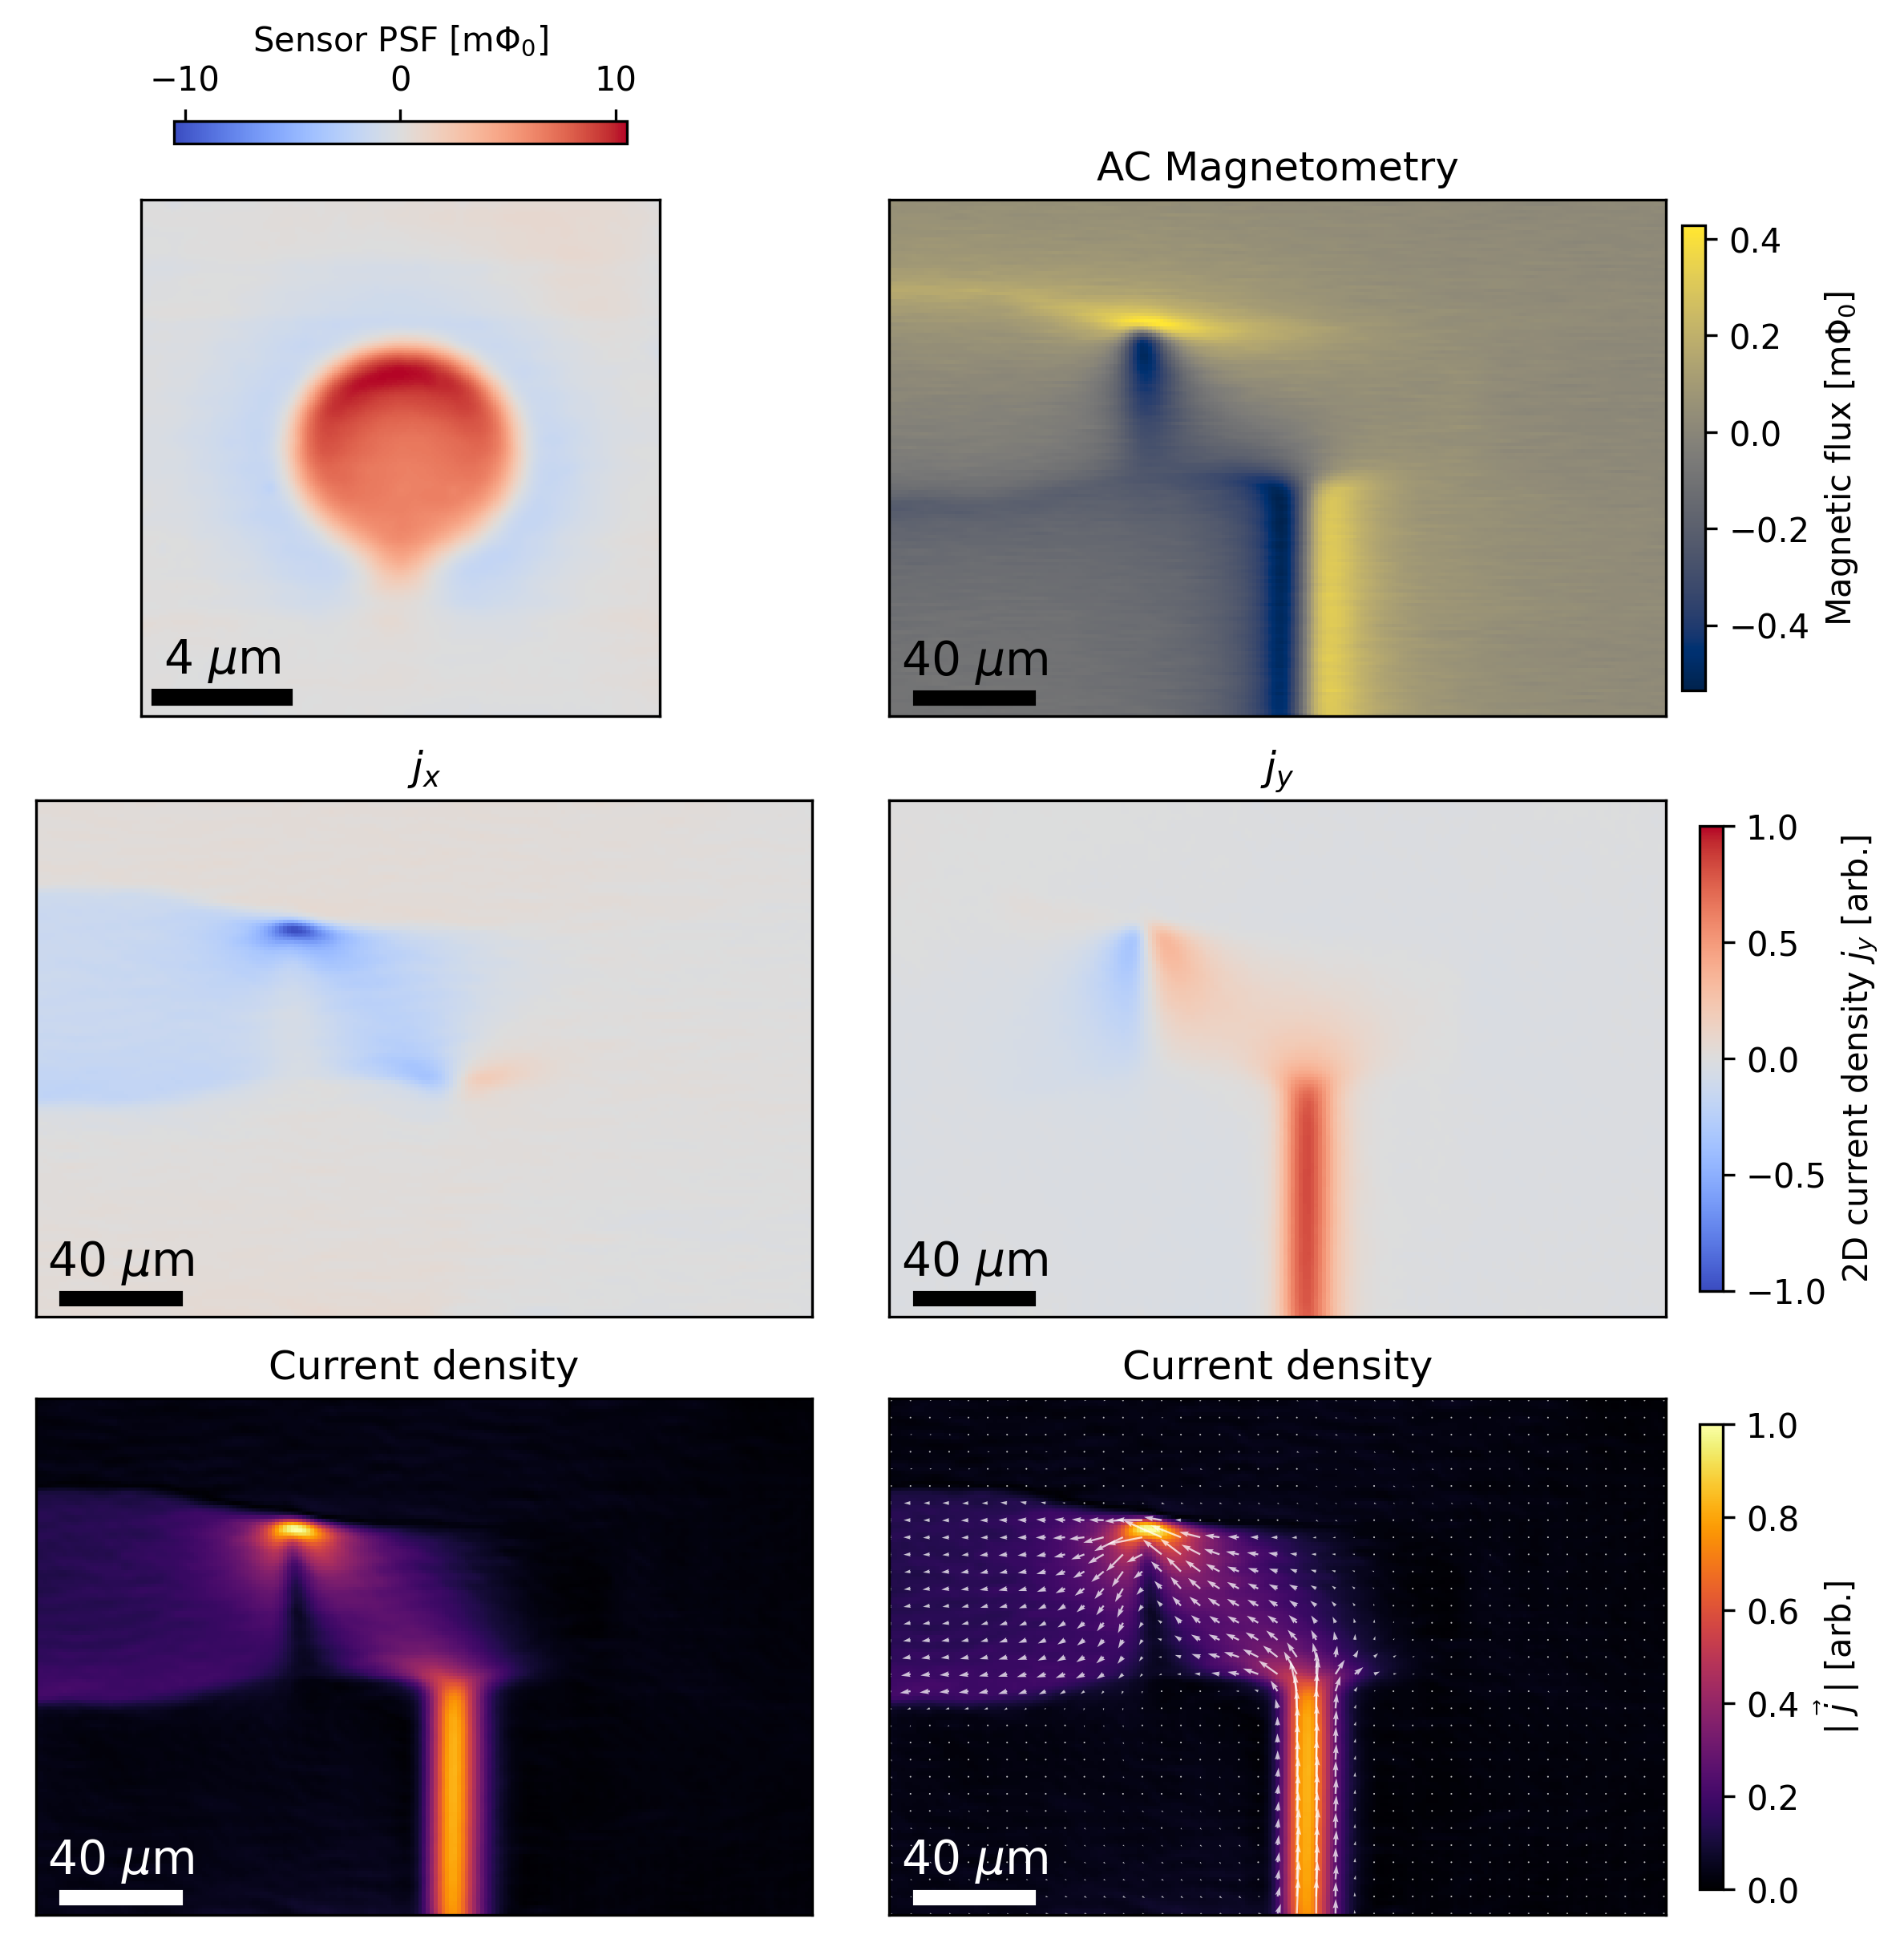 Sensor PSF [mΦ₀]
−10 0 10
4 μm
AC Magnetometry
40 μm
0.4
0.2
0.0
−0.2
−0.4
Magnetic flux [mΦ₀]
jₓ
40 μm
j_y
40 μm
1.0
0.5
0.0
−0.5
−1.0
2D current density j_y [arb.]
Current density
40 μm
Current density
40 μm
1.0
0.8
0.6
0.4
0.2
0.0
|j⃗| [arb.]